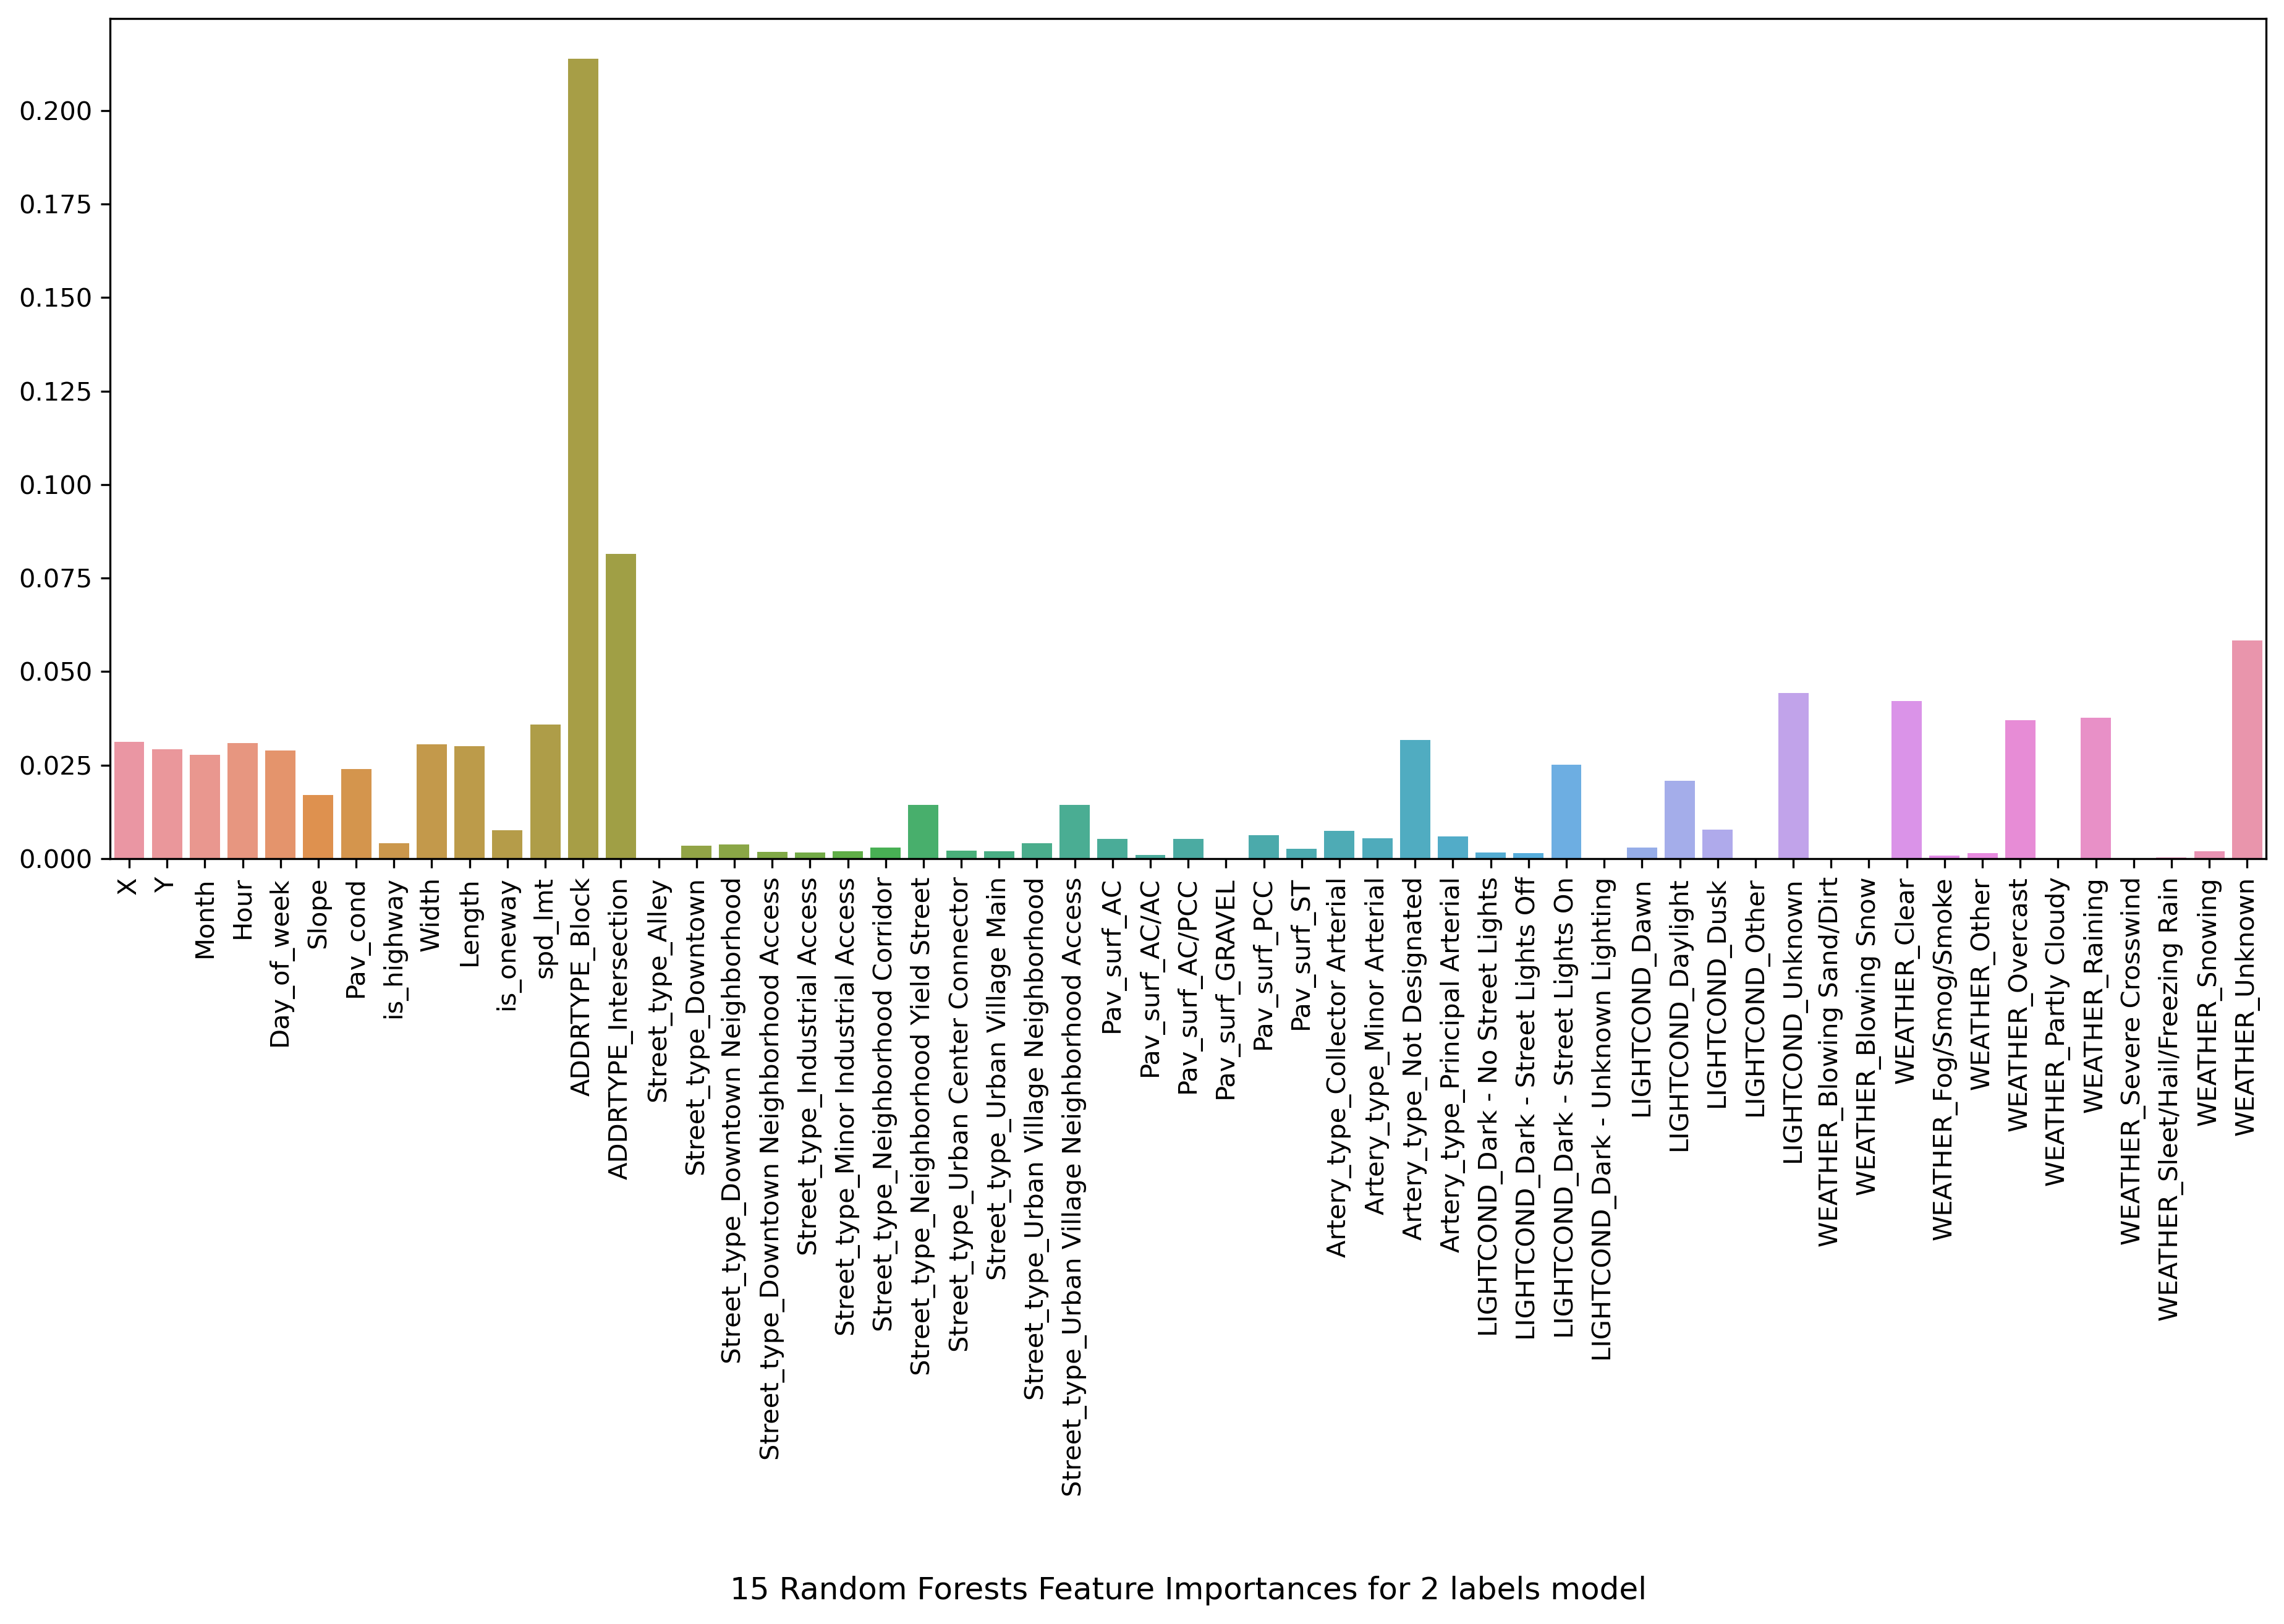 0.200
0.175
0.150
0.125
0.100
0.075
0.050
0.025
0.000
X
Y
Month
Hour
Day_of_week
Slope
Pav_cond
is_highway
Width
Length
is_oneway
spd_lmt
ADDRTYPE_Block
ADDRTYPE_Intersection
Street_type_Alley
Street_type_Downtown
Street_type_Downtown Neighborhood
Street_type_Downtown Neighborhood Access
Street_type_Industrial Access
Street_type_Minor Industrial Access
Street_type_Neighborhood Corridor
Street_type_Neighborhood Yield Street
Street_type_Urban Center Connector
Street_type_Urban Village Main
Street_type_Urban Village Neighborhood
Street_type_Urban Village Neighborhood Access
Pav_surf_AC
Pav_surf_AC/AC
Pav_surf_AC/PCC
Pav_surf_GRAVEL
Pav_surf_PCC
Pav_surf_ST
Artery_type_Collector Arterial
Artery_type_Minor Arterial
Artery_type_Not Designated
Artery_type_Principal Arterial
LIGHTCOND_Dark - No Street Lights
LIGHTCOND_Dark - Street Lights Off
LIGHTCOND_Dark - Street Lights On
LIGHTCOND_Dark - Unknown Lighting
LIGHTCOND_Dawn
LIGHTCOND_Daylight
LIGHTCOND_Dusk
LIGHTCOND_Other
LIGHTCOND_Unknown
WEATHER_Blowing Sand/Dirt
WEATHER_Blowing Snow
WEATHER_Clear
WEATHER_Fog/Smog/Smoke
WEATHER_Other
WEATHER_Overcast
WEATHER_Partly Cloudy
WEATHER_Raining
WEATHER_Severe Crosswind
WEATHER_Sleet/Hail/Freezing Rain
WEATHER_Snowing
WEATHER_Unknown
15 Random Forests Feature Importances for 2 labels model